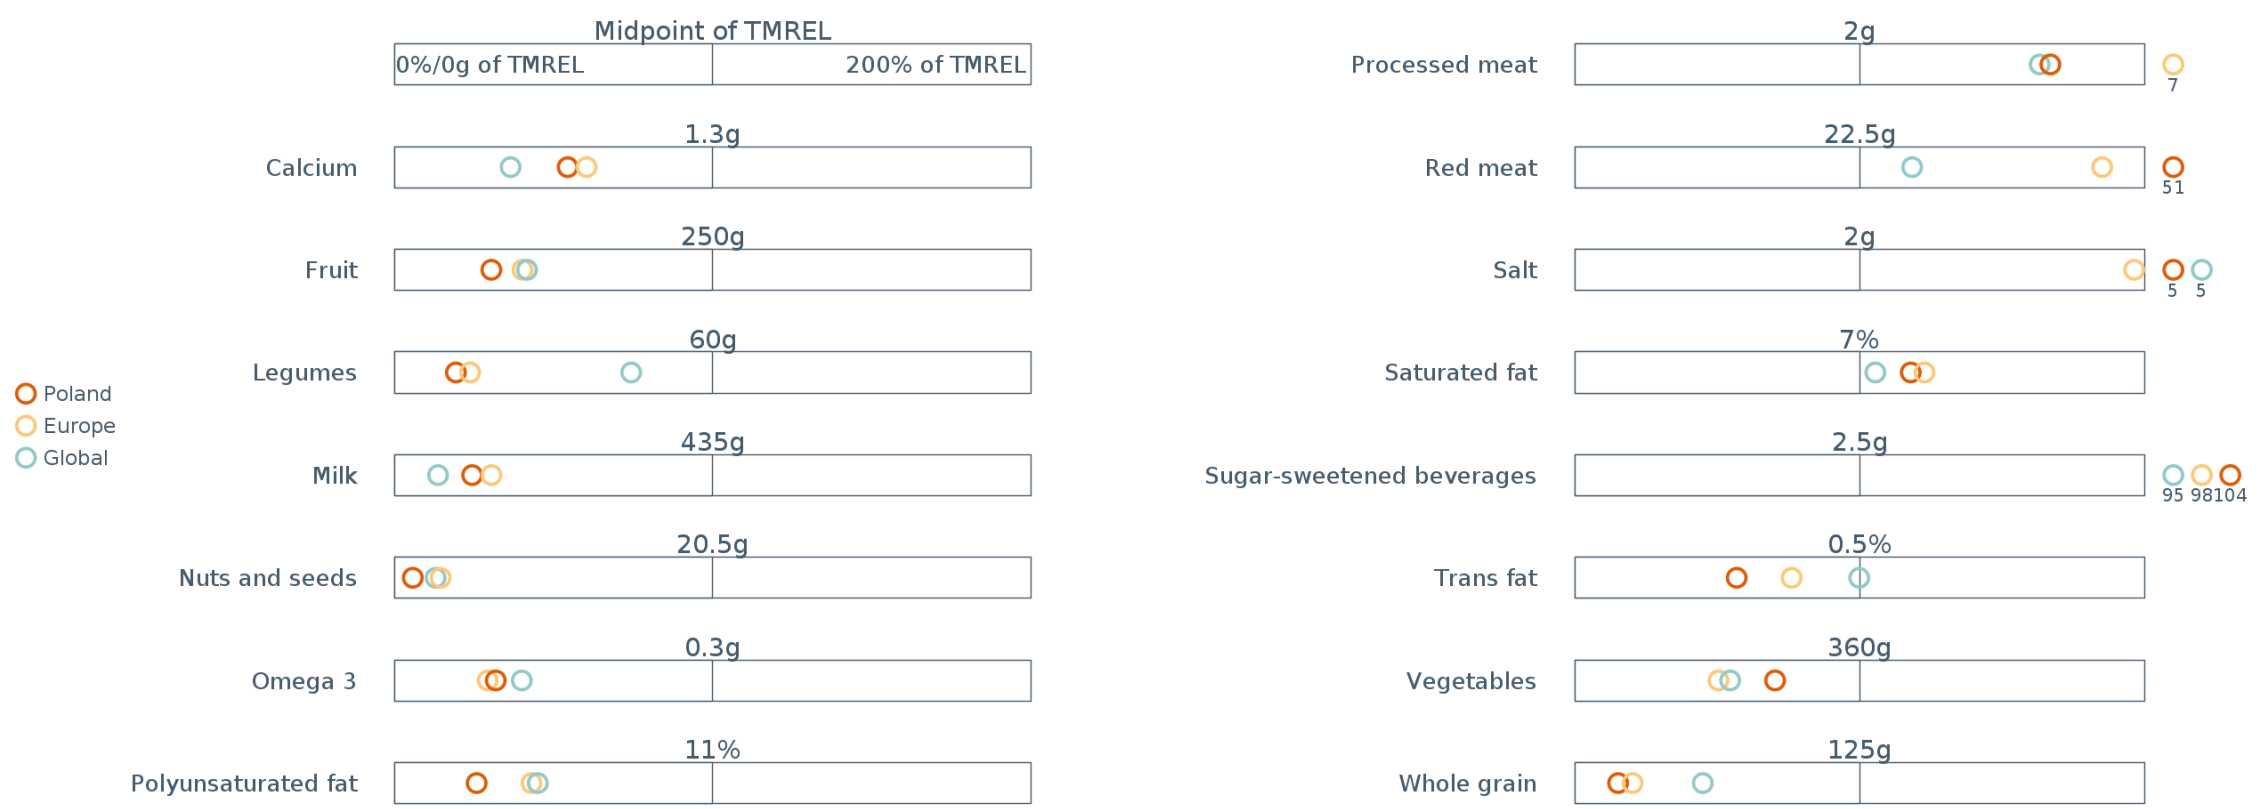 Midpoint of TMREL
0%/0g of TMREL
200% of TMREL
1.3g
Calcium
250g
Fruit
60g
Legumes
435g
Milk
20.5g
Nuts and seeds
0.3g
Omega 3
11%
Polyunsaturated fat
Poland
Europe
Global
2g
Processed meat
7
22.5g
Red meat
51
2g
Salt
5 5
7%
Saturated fat
2.5g
Sugar-sweetened beverages
95 98 104
0.5%
Trans fat
360g
Vegetables
125g
Whole grain